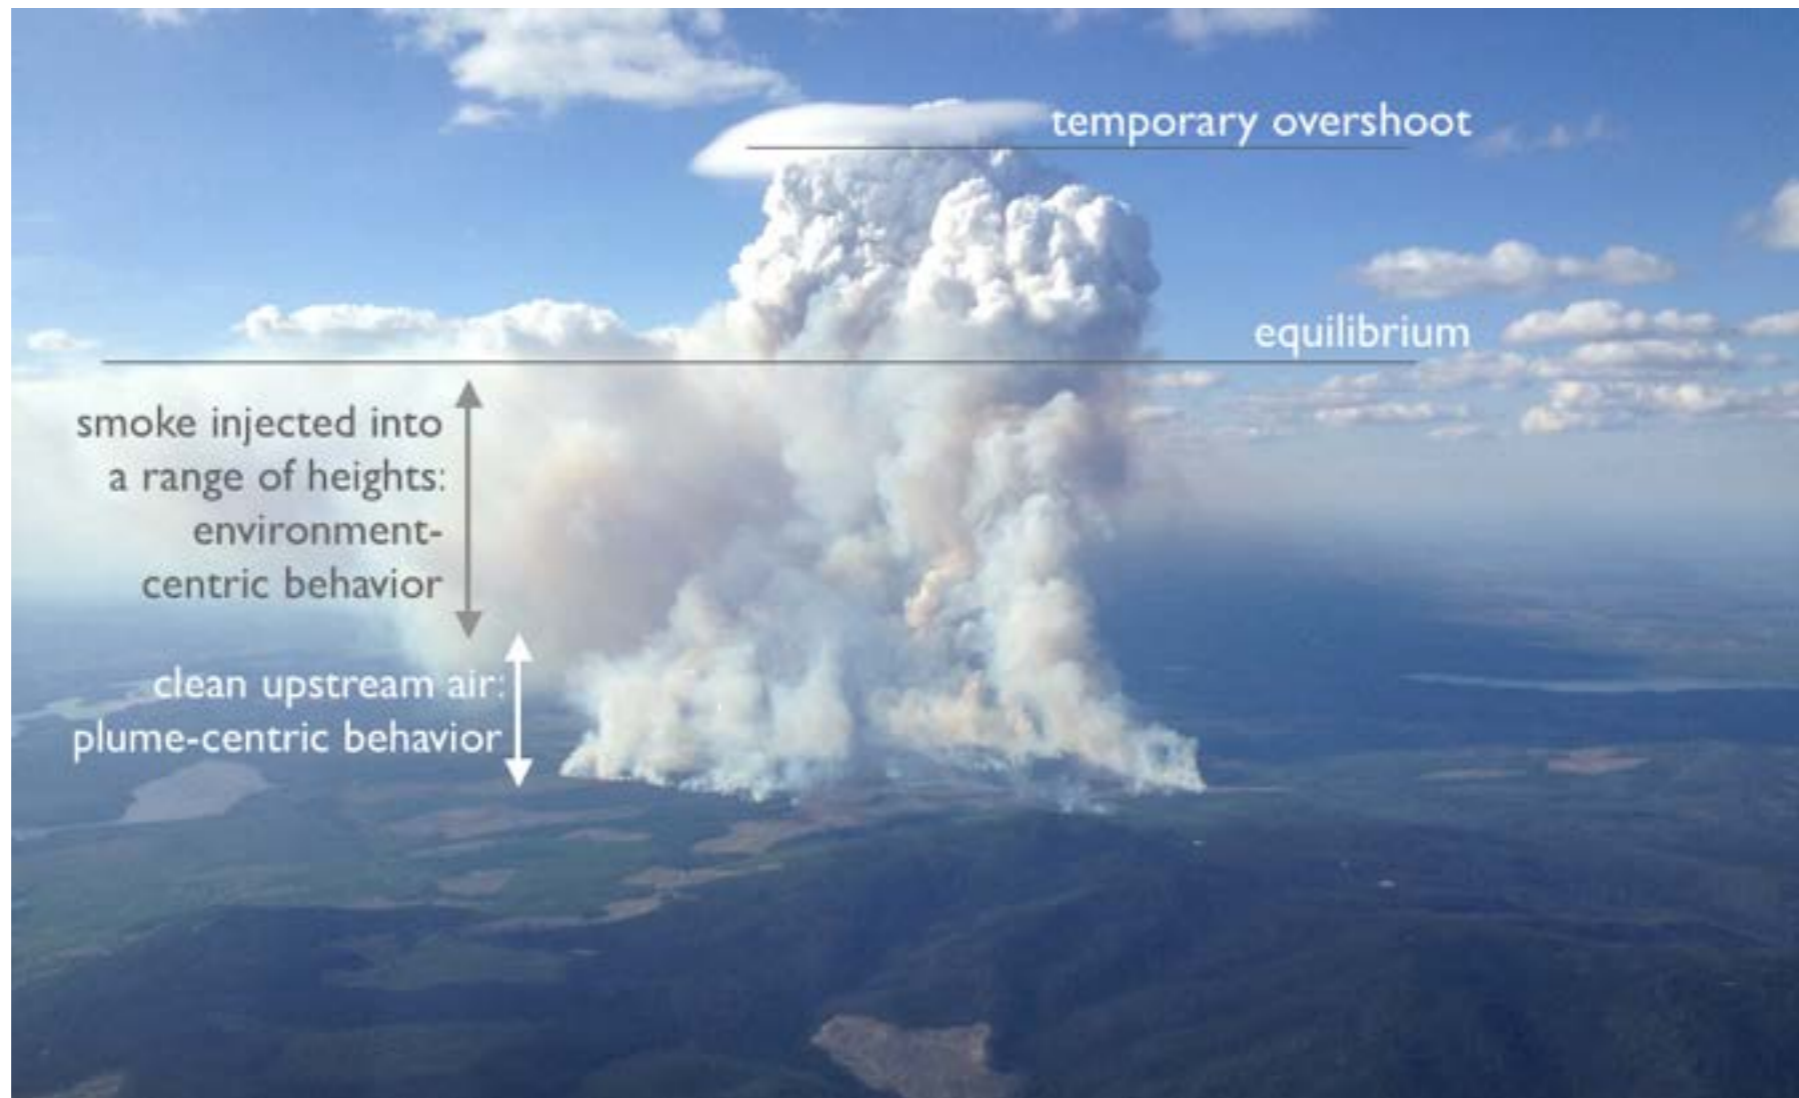 temporary overshoot
equilibrium
smoke injected into
a range of heights:
environment-
centric behavior
clean upstream air:
plume-centric behavior